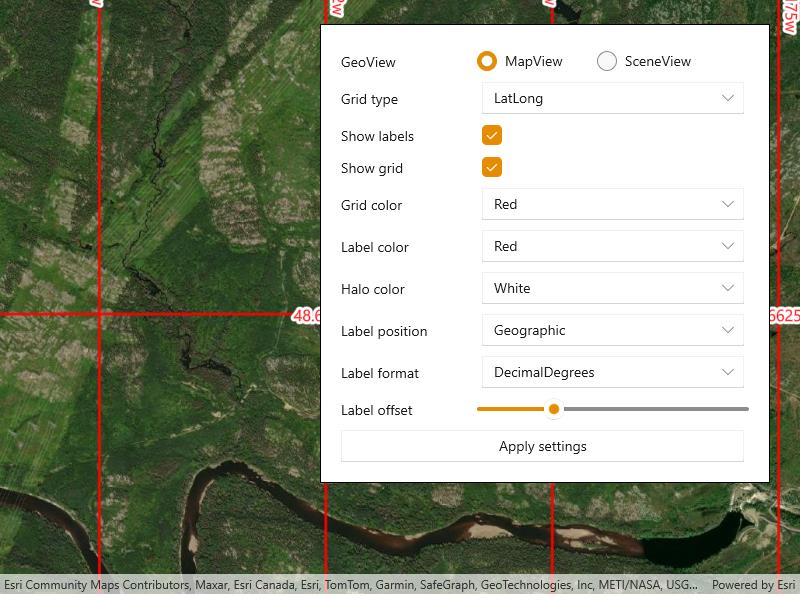 w
w
w
75w
GeoView
MapView
SceneView
Grid type
LatLong
Show labels
Show grid
Grid color
Red
Label color
Red
Halo color
White
48.6
6625
Label position
Geographic
Label format
DecimalDegrees
Label offset
Apply settings
Esri Community Maps Contributors, Maxar, Esri Canada, Esri, TomTom, Garmin, SafeGraph, GeoTechnologies, Inc, METI/NASA, USG...
Powered by Esri